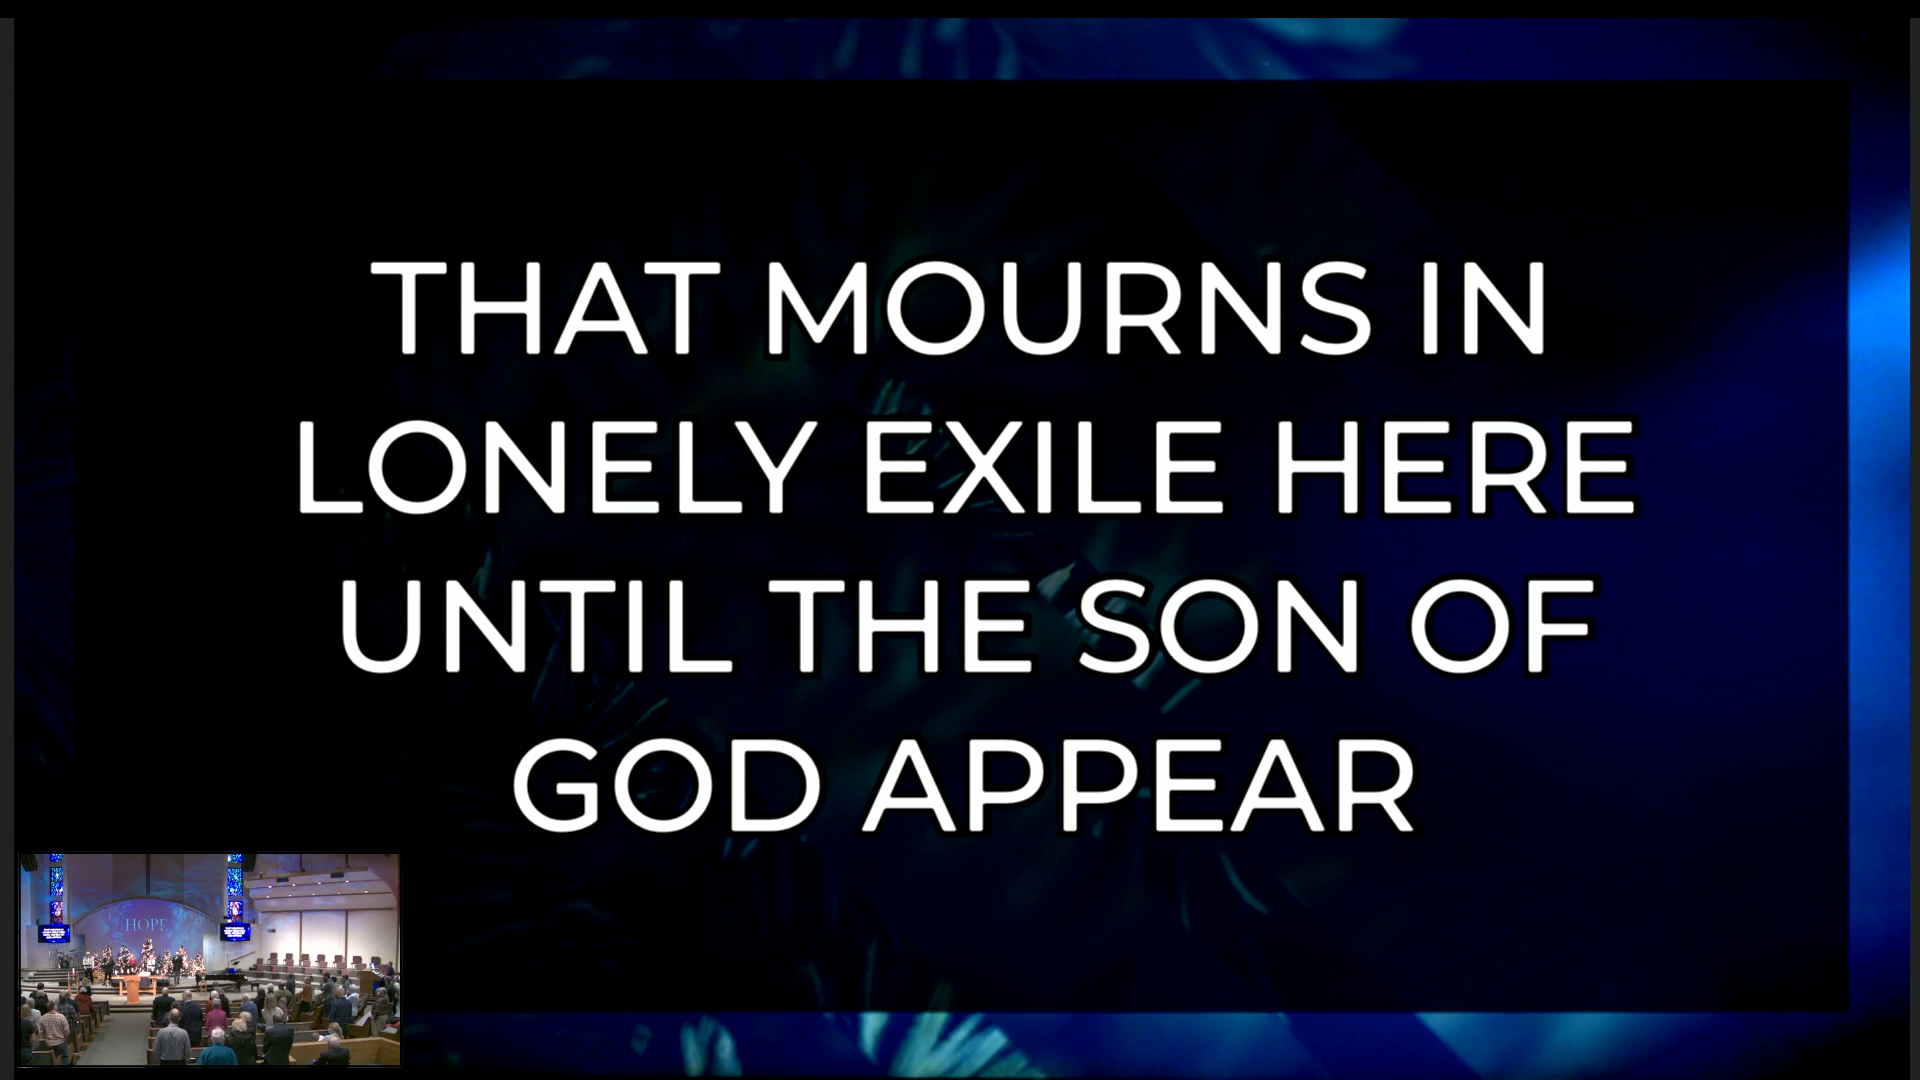 THAT MOURNS IN
LONELY EXILE HERE
UNTIL THE SON OF
GOD APPEAR
HOPE